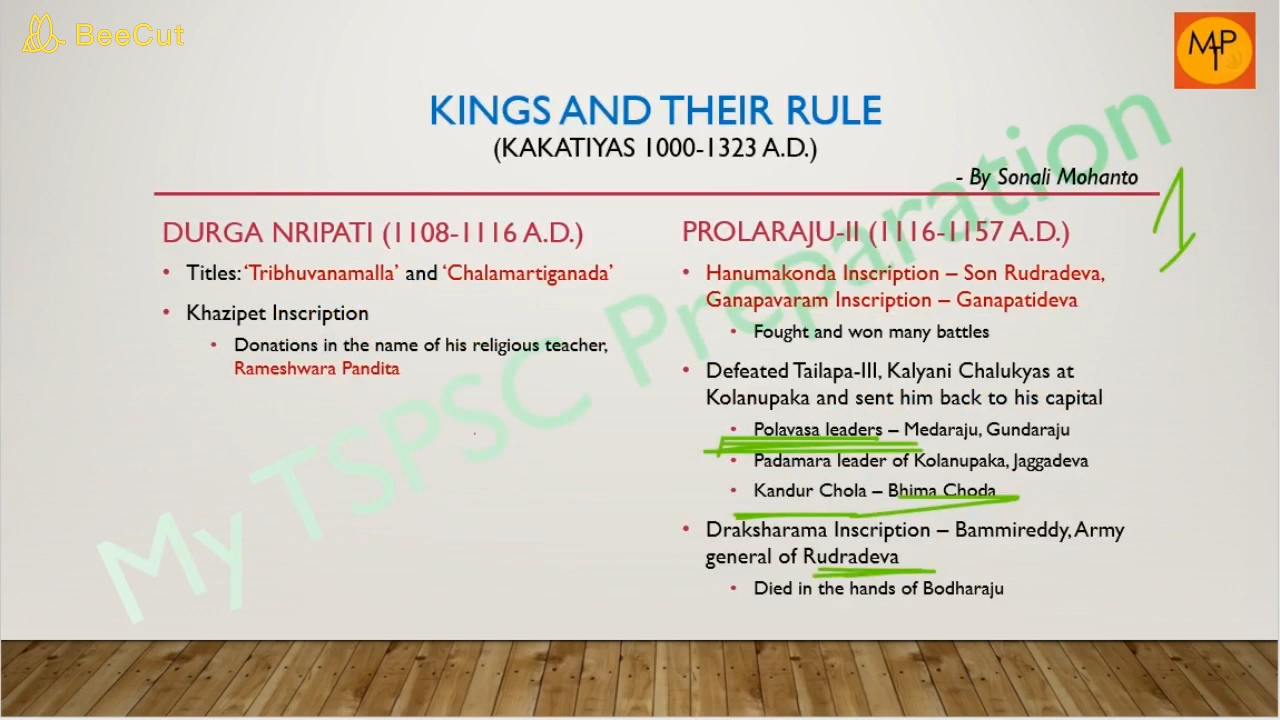 BeeCut
MTP
KINGS AND THEIR RULE
(KAKATIYAS 1000-1323 A.D.)
- By Sonali Mohanto
DURGA NRIPATI (1108-1116 A.D.)
• Titles: ‘Tribhuvanamalla’ and ‘Chalamartiganada’
• Khazipet Inscription
• Donations in the name of his religious teacher,
Rameshwara Pandita
PROLARAJU-II (1116-1157 A.D.)
• Hanumakonda Inscription – Son Rudradeva,
Ganapavaram Inscription – Ganapatideva
• Fought and won many battles
• Defeated Tailapa-III, Kalyani Chalukyas at
Kolanupaka and sent him back to his capital
• Polavasa leaders – Medaraju, Gundaraju
• Padamara leader of Kolanupaka, Jaggadeva
• Kandur Chola – Bhima Choda
• Draksharama Inscription – Bammireddy, Army
general of Rudradeva
• Died in the hands of Bodharaju
My TSPSC Preparation